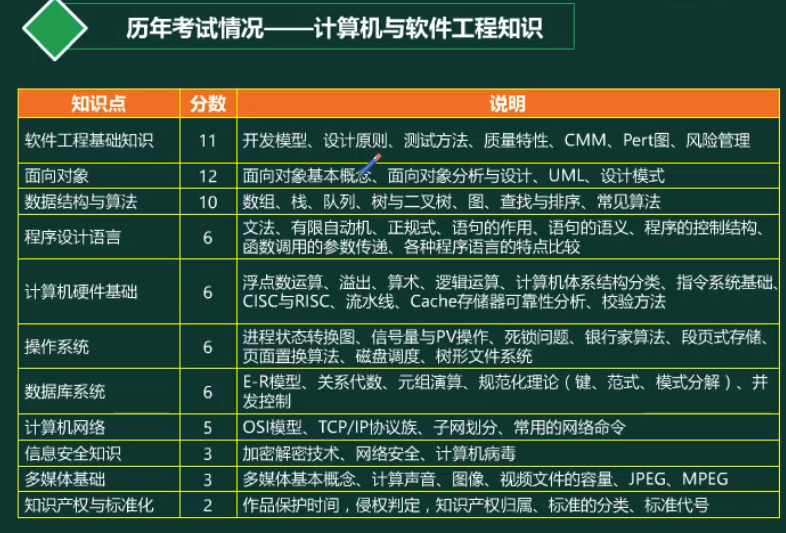 历年考试情况——计算机与软件工程知识
知识点 分数 说明
软件工程基础知识 11 开发模型、设计原则、测试方法、质量特性、CMM、Pert图、风险管理
面向对象 12 面向对象基本概念、面向对象分析与设计、UML、设计模式
数据结构与算法 10 数组、栈、队列、树与二叉树、图、查找与排序、常见算法
程序设计语言 6 文法、有限自动机、正规式、语句的作用、语句的语义、程序的控制结构、
函数调用的参数传递、各种程序语言的特点比较
计算机硬件基础 6 浮点数运算、溢出、算术、逻辑运算、计算机体系结构分类、指令系统基础、
CISC与RISC、流水线、Cache存储器可靠性分析、校验方法
操作系统 6 进程状态转换图、信号量与PV操作、死锁问题、银行家算法、段页式存储、
页面置换算法、磁盘调度、树形文件系统
数据库系统 6 E-R模型、关系代数、元组演算、规范化理论（键、范式、模式分解）、并
发控制
计算机网络 5 OSI模型、TCP/IP协议族、子网划分、常用的网络命令
信息安全知识 3 加密解密技术、网络安全、计算机病毒
多媒体基础 3 多媒体基本概念、计算声音、图像、视频文件的容量、JPEG、MPEG
知识产权与标准化 2 作品保护时间，侵权判定，知识产权归属、标准的分类、标准代号